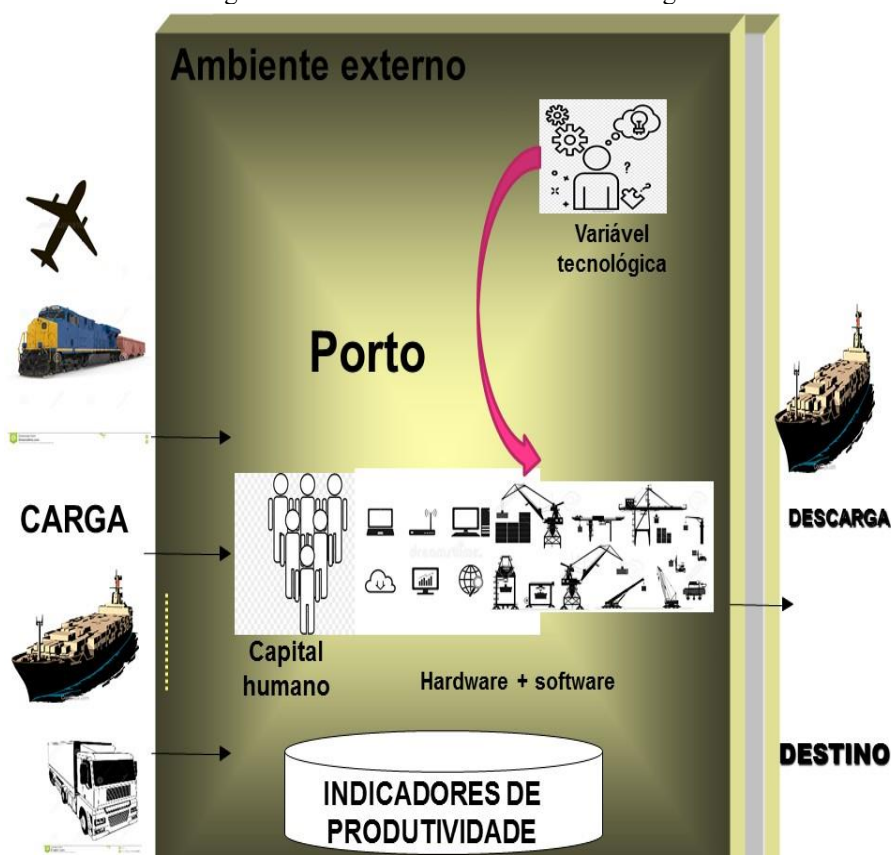 Ambiente externo
Variável
tecnológica
Porto
CARGA
DESCARGA
Capital
humano
Hardware + software
DESTINO
INDICADORES DE
PRODUTIVIDADE